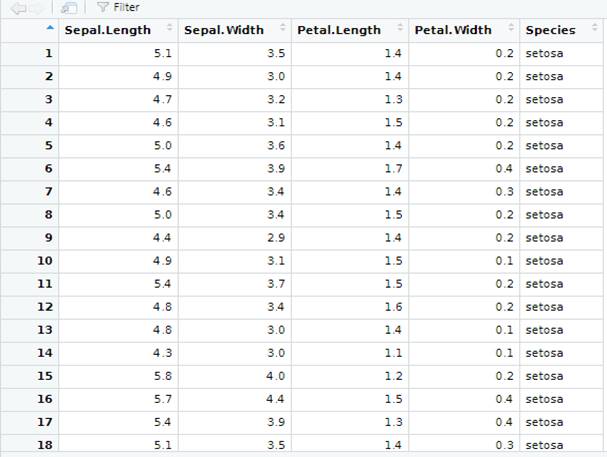 Filter
Sepal.Length Sepal.Width Petal.Length Petal.Width Species
1 5.1 3.5 1.4 0.2 setosa
2 4.9 3.0 1.4 0.2 setosa
3 4.7 3.2 1.3 0.2 setosa
4 4.6 3.1 1.5 0.2 setosa
5 5.0 3.6 1.4 0.2 setosa
6 5.4 3.9 1.7 0.4 setosa
7 4.6 3.4 1.4 0.3 setosa
8 5.0 3.4 1.5 0.2 setosa
9 4.4 2.9 1.4 0.2 setosa
10 4.9 3.1 1.5 0.1 setosa
11 5.4 3.7 1.5 0.2 setosa
12 4.8 3.4 1.6 0.2 setosa
13 4.8 3.0 1.4 0.1 setosa
14 4.3 3.0 1.1 0.1 setosa
15 5.8 4.0 1.2 0.2 setosa
16 5.7 4.4 1.5 0.4 setosa
17 5.4 3.9 1.3 0.4 setosa
18 5.1 3.5 1.4 0.3 setosa